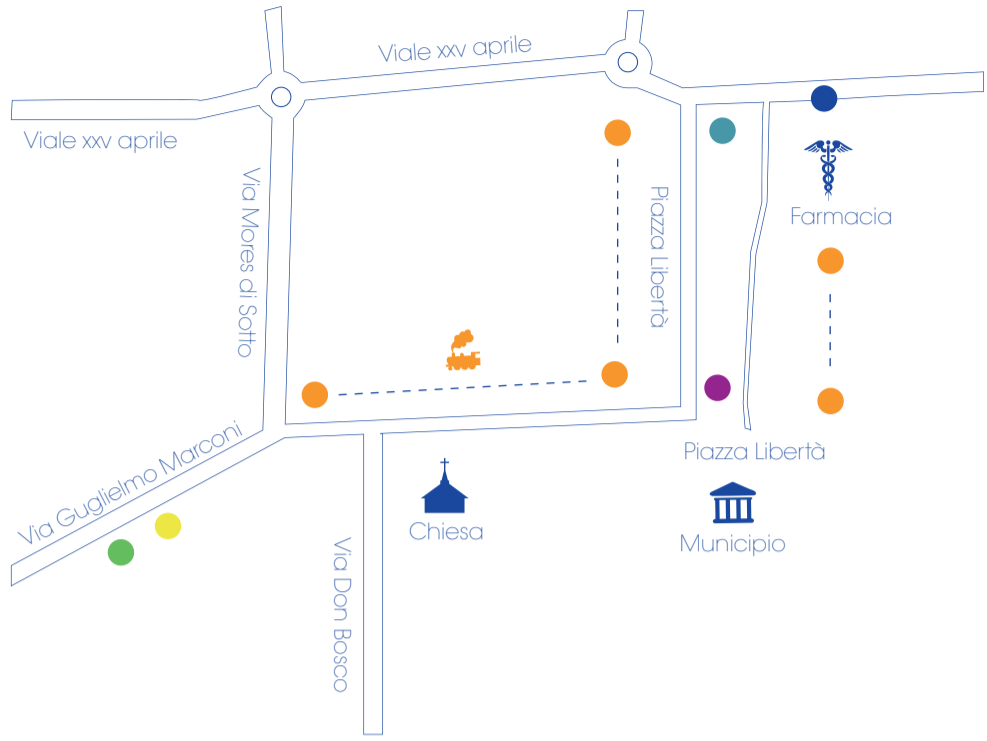 Viale xxv aprile
Viale xxv aprile
Via Mores di Sotto
Piazza Libertà
Farmacia
Via Guglielmo Marconi
Chiesa
Piazza Libertà
Municipio
Via Don Bosco